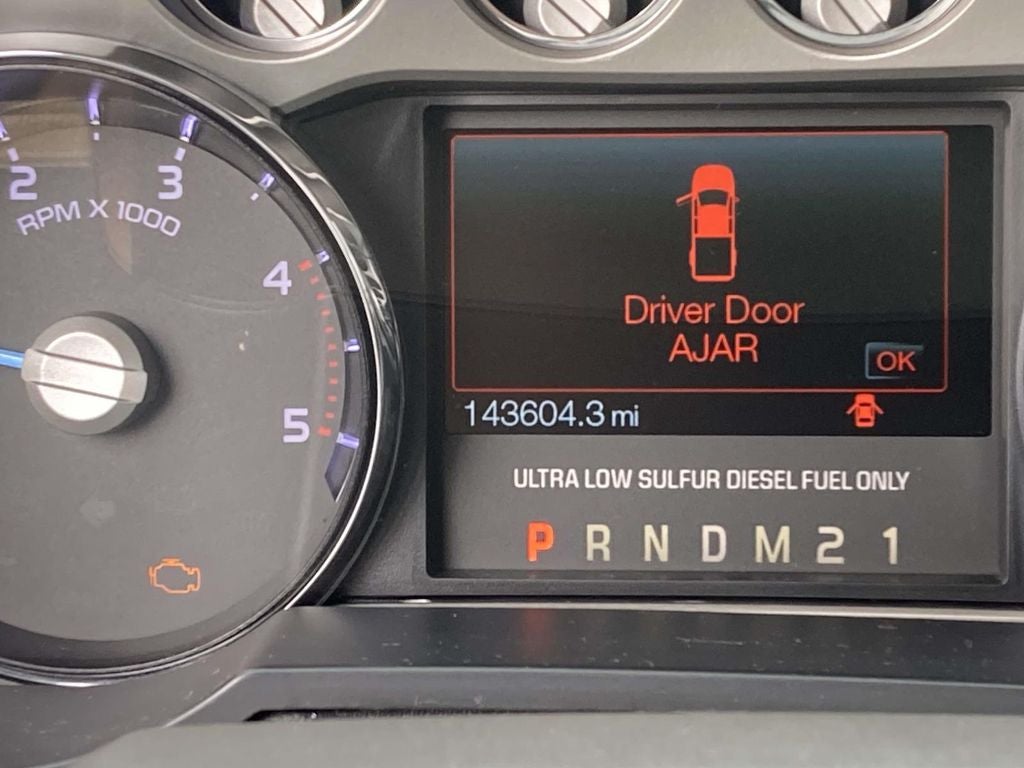 2
3
RPM X 1000
4
5
Driver Door
AJAR
OK
143604.3 mi
ULTRA LOW SULFUR DIESEL FUEL ONLY
P R N D M 2 1